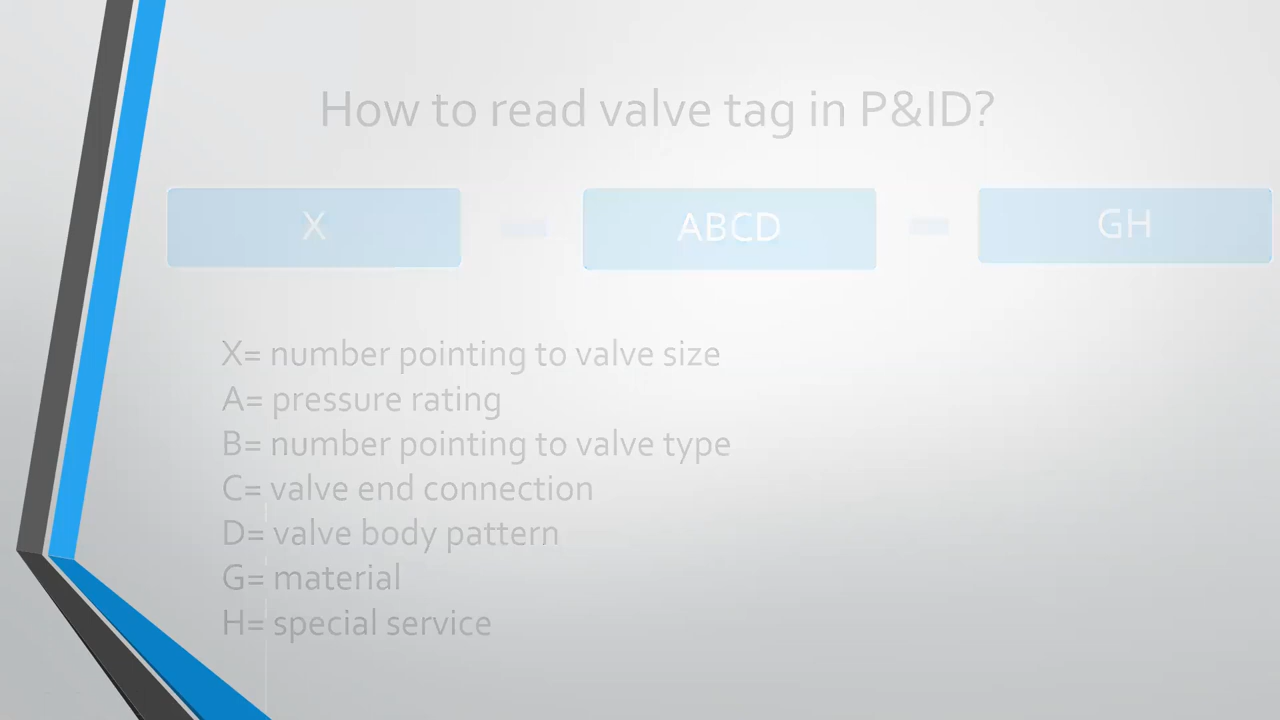 How to read valve tag in P&ID?
X - ABCD - GH
X= number pointing to valve size
A= pressure rating
B= number pointing to valve type
C= valve end connection
D= valve body pattern
G= material
H= special service